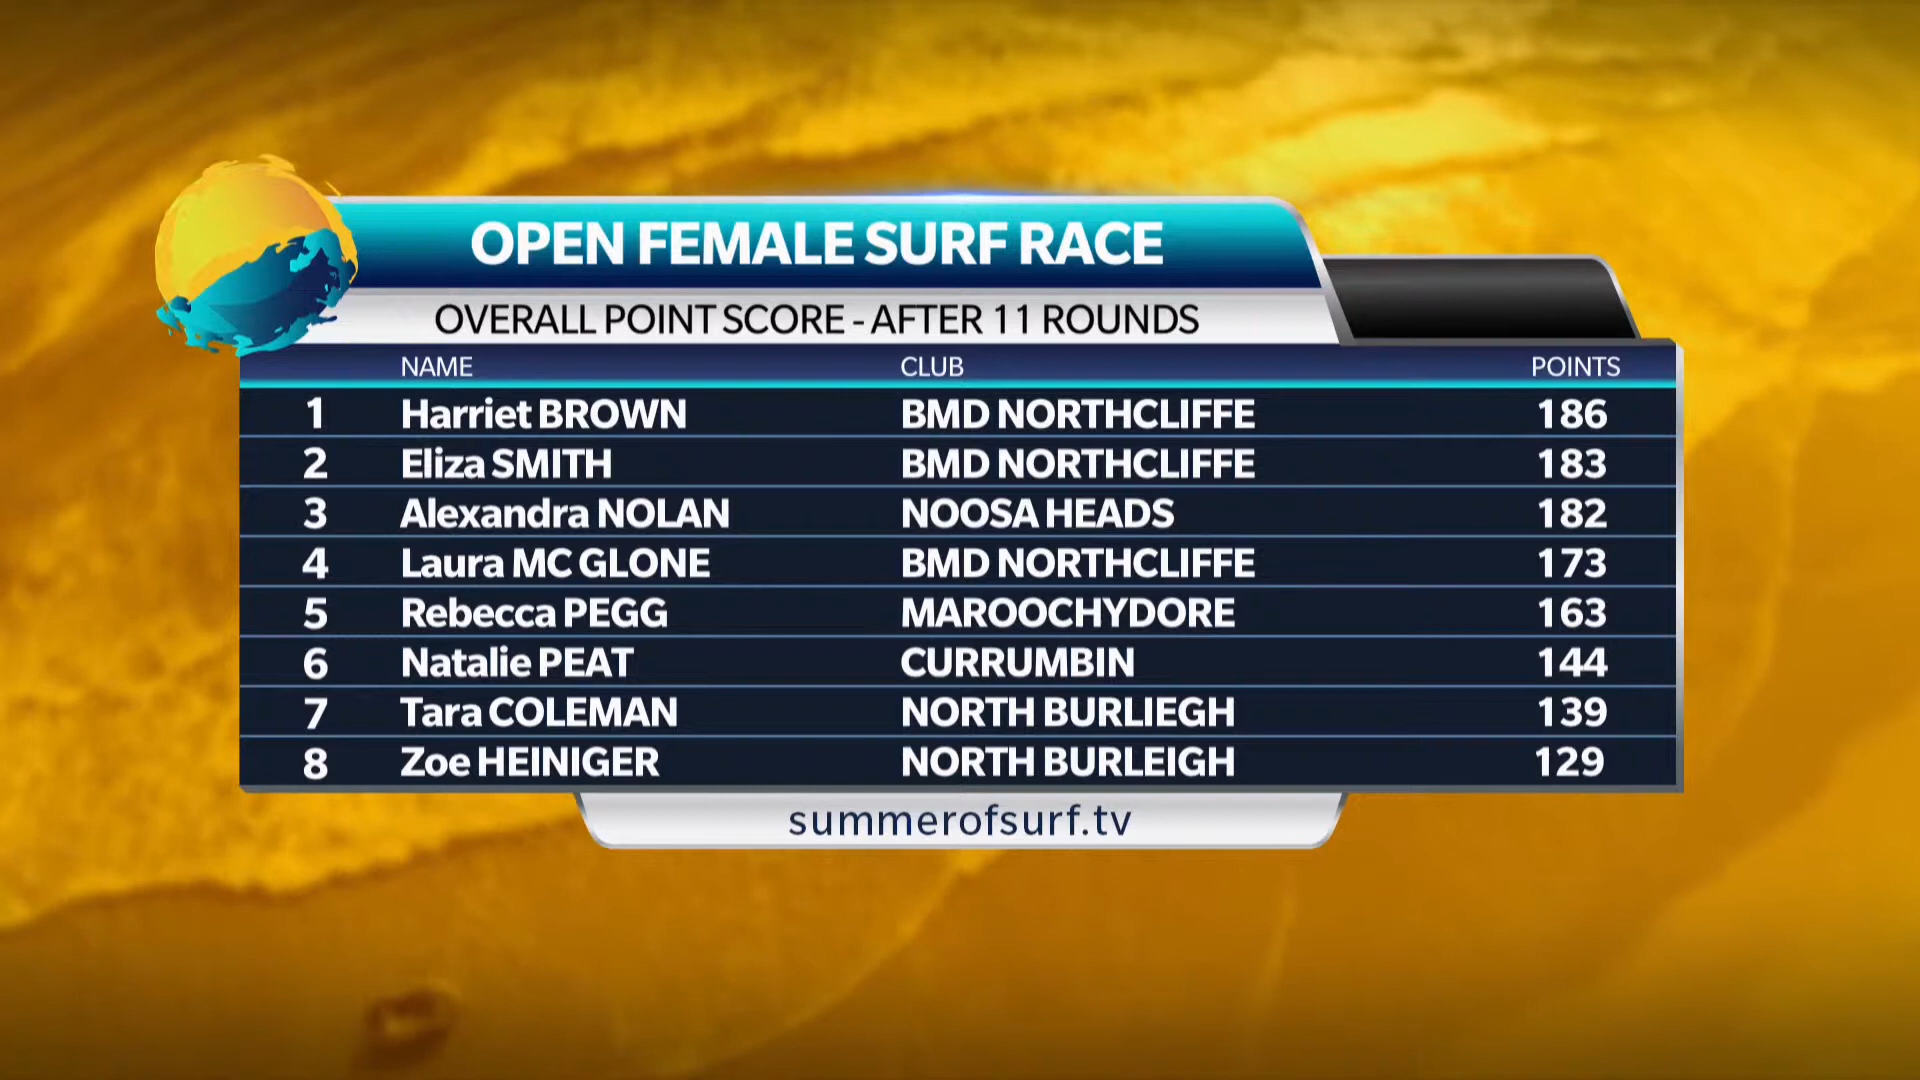 OPEN FEMALE SURF RACE
OVERALL POINT SCORE - AFTER 11 ROUNDS
NAME CLUB POINTS
1 Harriet BROWN BMD NORTHCLIFFE 186
2 Eliza SMITH BMD NORTHCLIFFE 183
3 Alexandra NOLAN NOOSA HEADS 182
4 Laura MC GLONE BMD NORTHCLIFFE 173
5 Rebecca PEGG MAROOCHYDORE 163
6 Natalie PEAT CURRUMBIN 144
7 Tara COLEMAN NORTH BURLIEGH 139
8 Zoe HEINIGER NORTH BURLEIGH 129
summerofsurf.tv